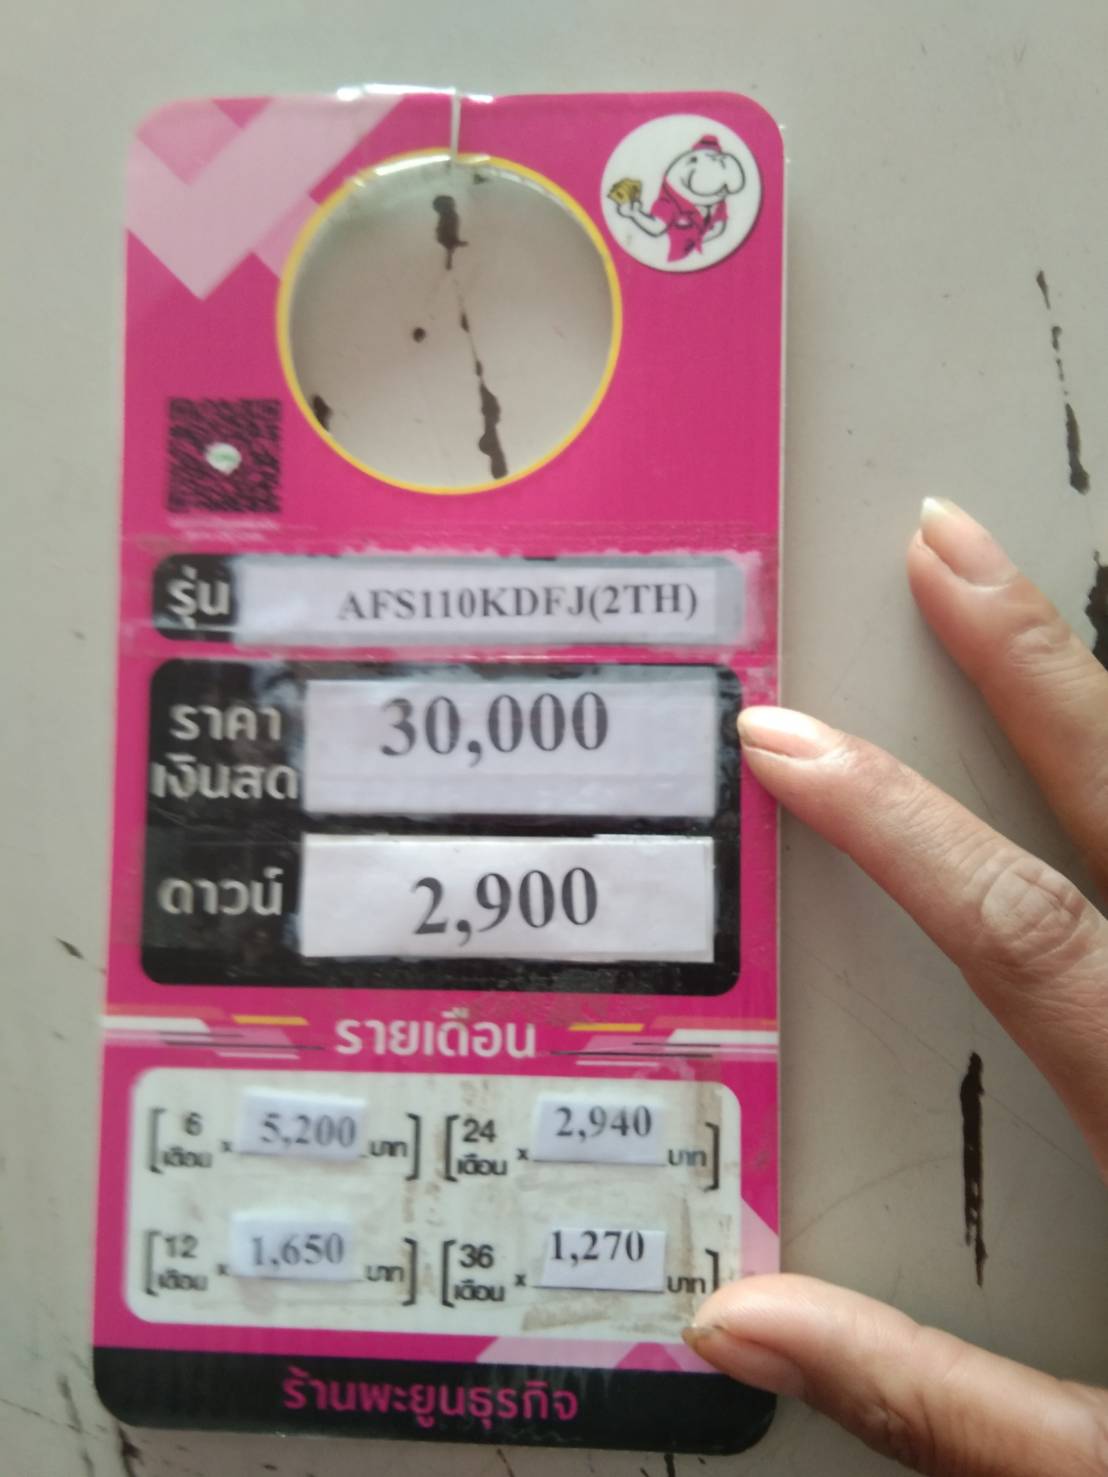 รุ่น AFS110KDFJ(2TH)
ราคา
เงินสด 30,000
ดาวน์ 2,900
รายเดือน
6 เดือน x 5,200 บาท
24 เดือน x 2,940 บาท
12 เดือน x 1,650 บาท
36 เดือน x 1,270 บาท
ร้านพะยูนธุรกิจ